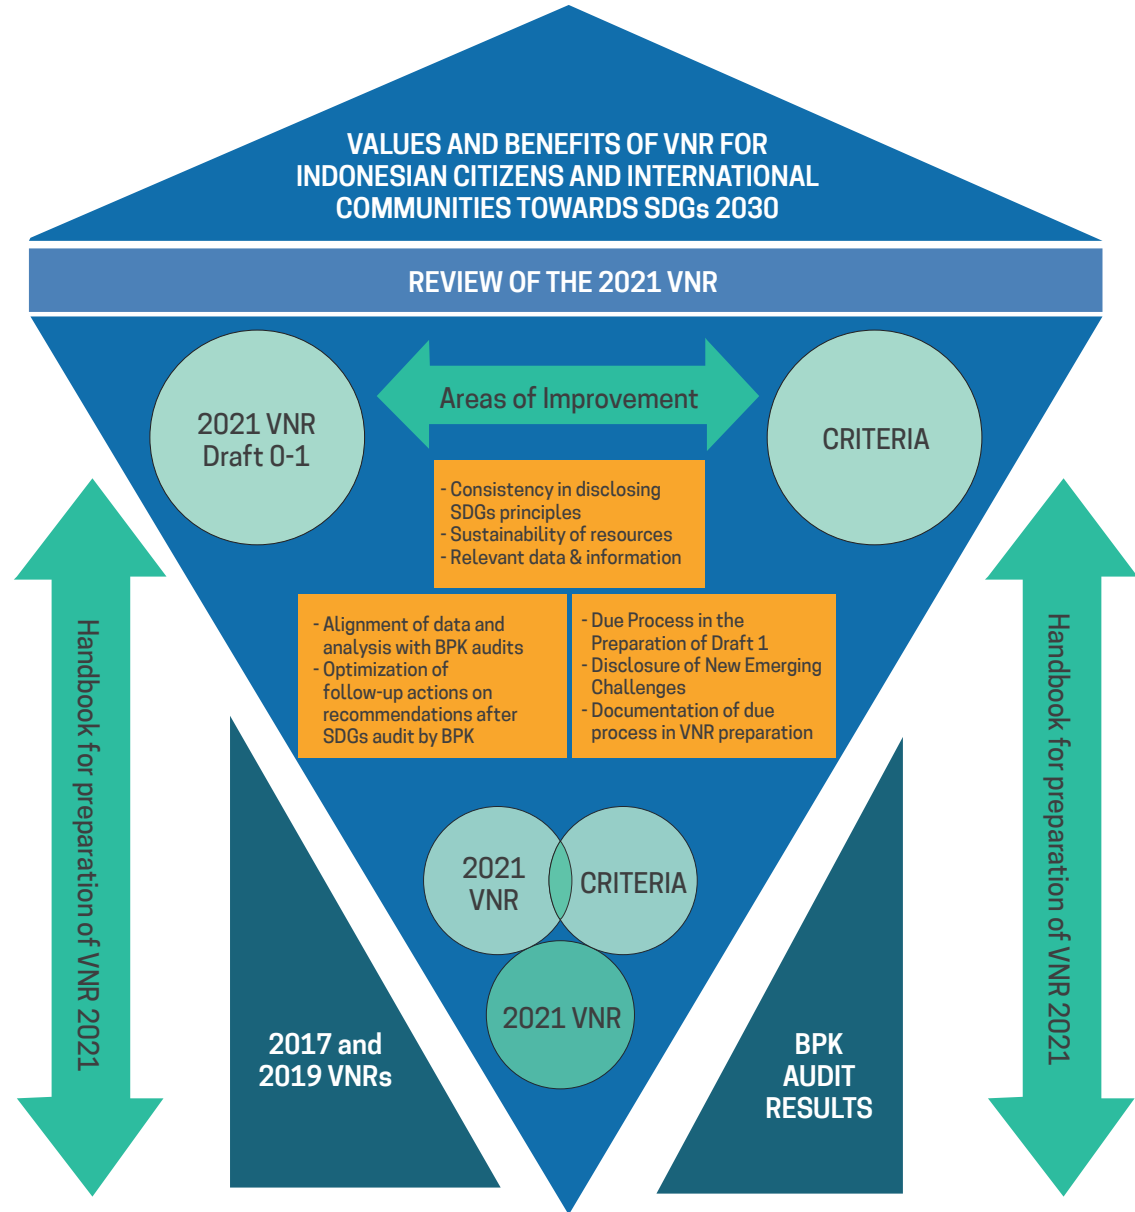 VALUES AND BENEFITS OF VNR FOR
INDONESIAN CITIZENS AND INTERNATIONAL
COMMUNITIES TOWARDS SDGs 2030
REVIEW OF THE 2021 VNR
2021 VNR
Draft 0-1
Areas of Improvement
CRITERIA
- Consistency in disclosing
SDGs principles
- Sustainability of resources
- Relevant data & information
- Alignment of data and
analysis with BPK audits
- Optimization of
follow-up actions on
recommendations after
SDGs audit by BPK
- Due Process in the
Preparation of Draft 1
- Disclosure of New Emerging
Challenges
- Documentation of due
process in VNR preparation
Handbook for preparation of VNR 2021
Handbook for preparation of VNR 2021
2021
VNR
CRITERIA
2021 VNR
2017 and
2019 VNRs
BPK
AUDIT
RESULTS